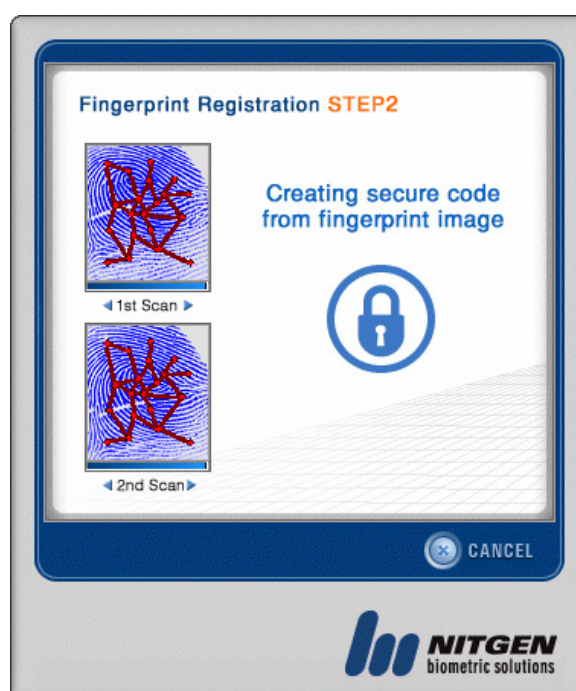 Fingerprint Registration STEP2
Creating secure code
from fingerprint image
1st Scan
2nd Scan
CANCEL
NITGEN
biometric solutions